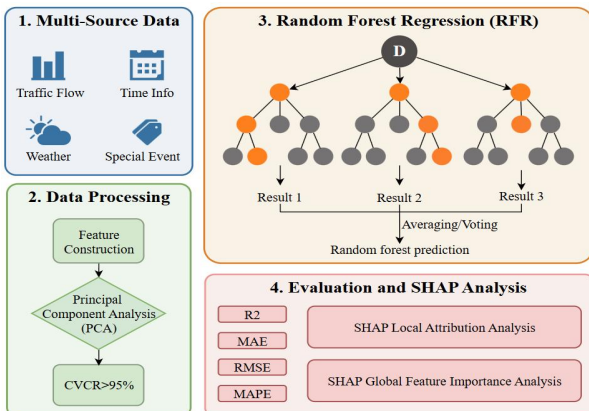 1. Multi-Source Data
Traffic Flow
Time Info
Weather
Special Event
2. Data Processing
Feature
Construction
Principal
Component Analysis
(PCA)
CVCR>95%
3. Random Forest Regression (RFR)
D
Result 1
Result 2
Result 3
Averaging/Voting
Random forest prediction
4. Evaluation and SHAP Analysis
R2
MAE
RMSE
MAPE
SHAP Local Attribution Analysis
SHAP Global Feature Importance Analysis